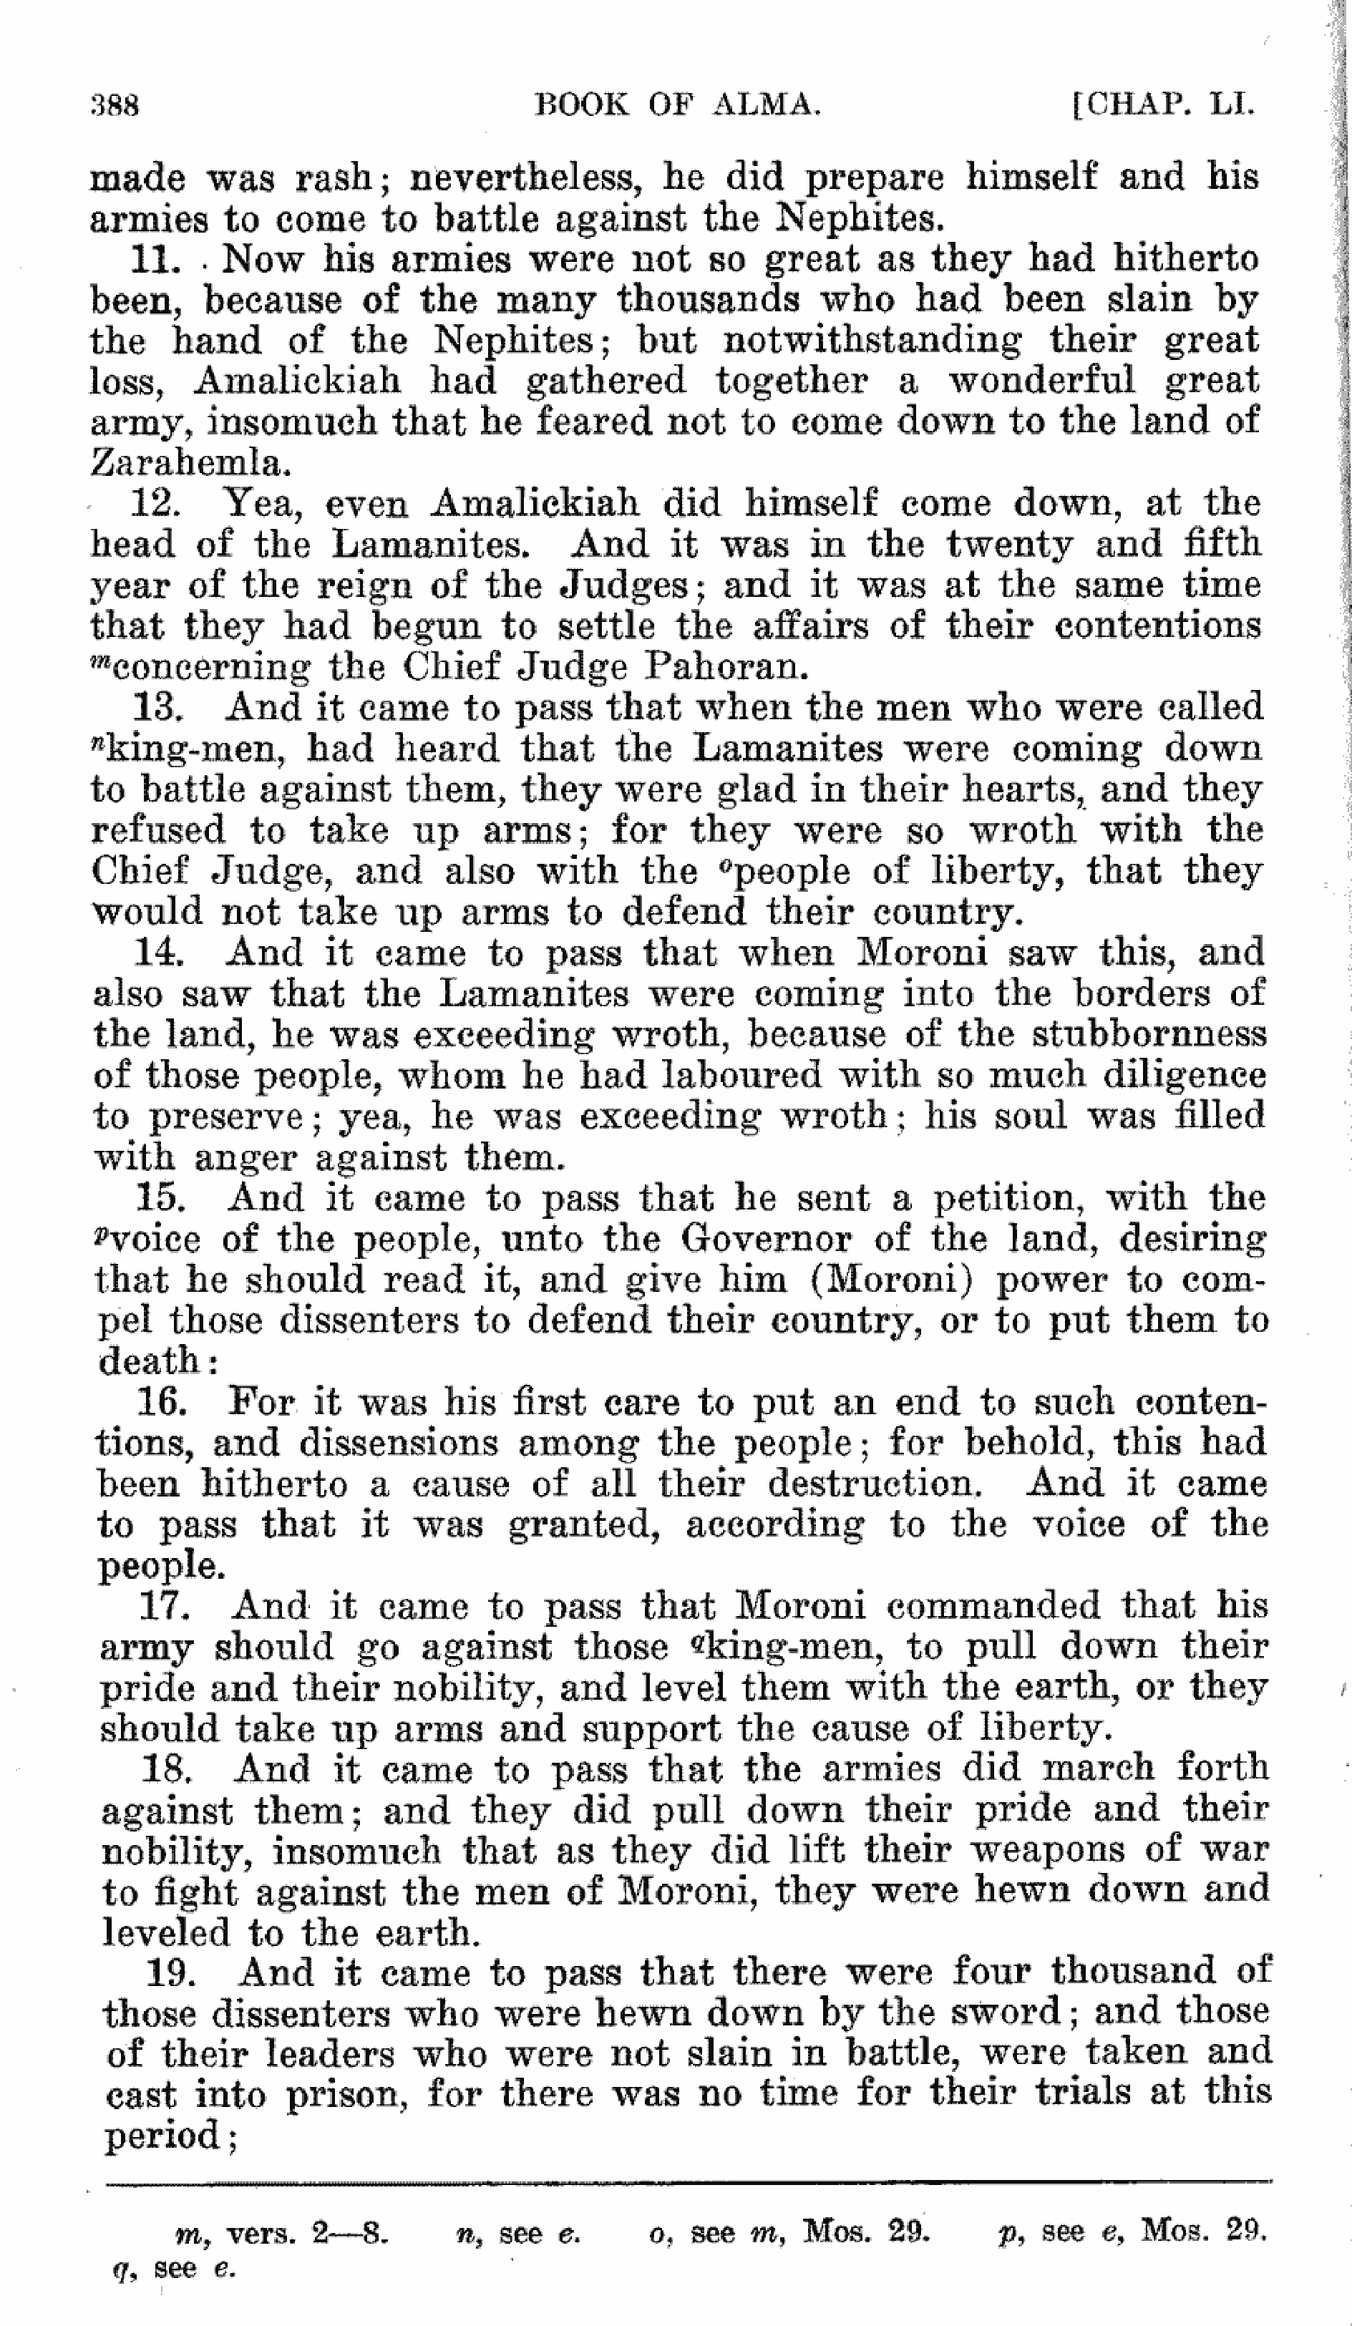 388 BOOK OF ALMA. [CHAP. LI.
made was rash; nevertheless, he did prepare himself and his
armies to come to battle against the Nephites.
11. Now his armies were not so great as they had hitherto
been, because of the many thousands who had been slain by
the hand of the Nephites; but notwithstanding their great
loss, Amalickiah had gathered together a wonderful great
army, insomuch that he feared not to come down to the land of
Zarahemla.
12. Yea, even Amalickiah did himself come down, at the
head of the Lamanites. And it was in the twenty and fifth
year of the reign of the Judges; and it was at the same time
that they had begun to settle the affairs of their contentions
mconcerning the Chief Judge Pahoran.
13. And it came to pass that when the men who were called
nking-men, had heard that the Lamanites were coming down
to battle against them, they were glad in their hearts, and they
refused to take up arms; for they were so wroth with the
Chief Judge, and also with the opeople of liberty, that they
would not take up arms to defend their country.
14. And it came to pass that when Moroni saw this, and
also saw that the Lamanites were coming into the borders of
the land, he was exceeding wroth, because of the stubbornness
of those people, whom he had laboured with so much diligence
to preserve; yea, he was exceeding wroth; his soul was filled
with anger against them.
15. And it came to pass that he sent a petition, with the
pvoice of the people, unto the Governor of the land, desiring
that he should read it, and give him (Moroni) power to com-
pel those dissenters to defend their country, or to put them to
death:
16. For it was his first care to put an end to such conten-
tions, and dissensions among the people; for behold, this had
been hitherto a cause of all their destruction. And it came
to pass that it was granted, according to the voice of the
people.
17. And it came to pass that Moroni commanded that his
army should go against those qking-men, to pull down their
pride and their nobility, and level them with the earth, or they
should take up arms and support the cause of liberty.
18. And it came to pass that the armies did march forth
against them; and they did pull down their pride and their
nobility, insomuch that as they did lift their weapons of war
to fight against the men of Moroni, they were hewn down and
leveled to the earth.
19. And it came to pass that there were four thousand of
those dissenters who were hewn down by the sword; and those
of their leaders who were not slain in battle, were taken and
cast into prison, for there was no time for their trials at this
period;
m, vers. 2—8. n, see e. o, see m, Mos. 29. p, see e, Mos. 29.
q, see e.